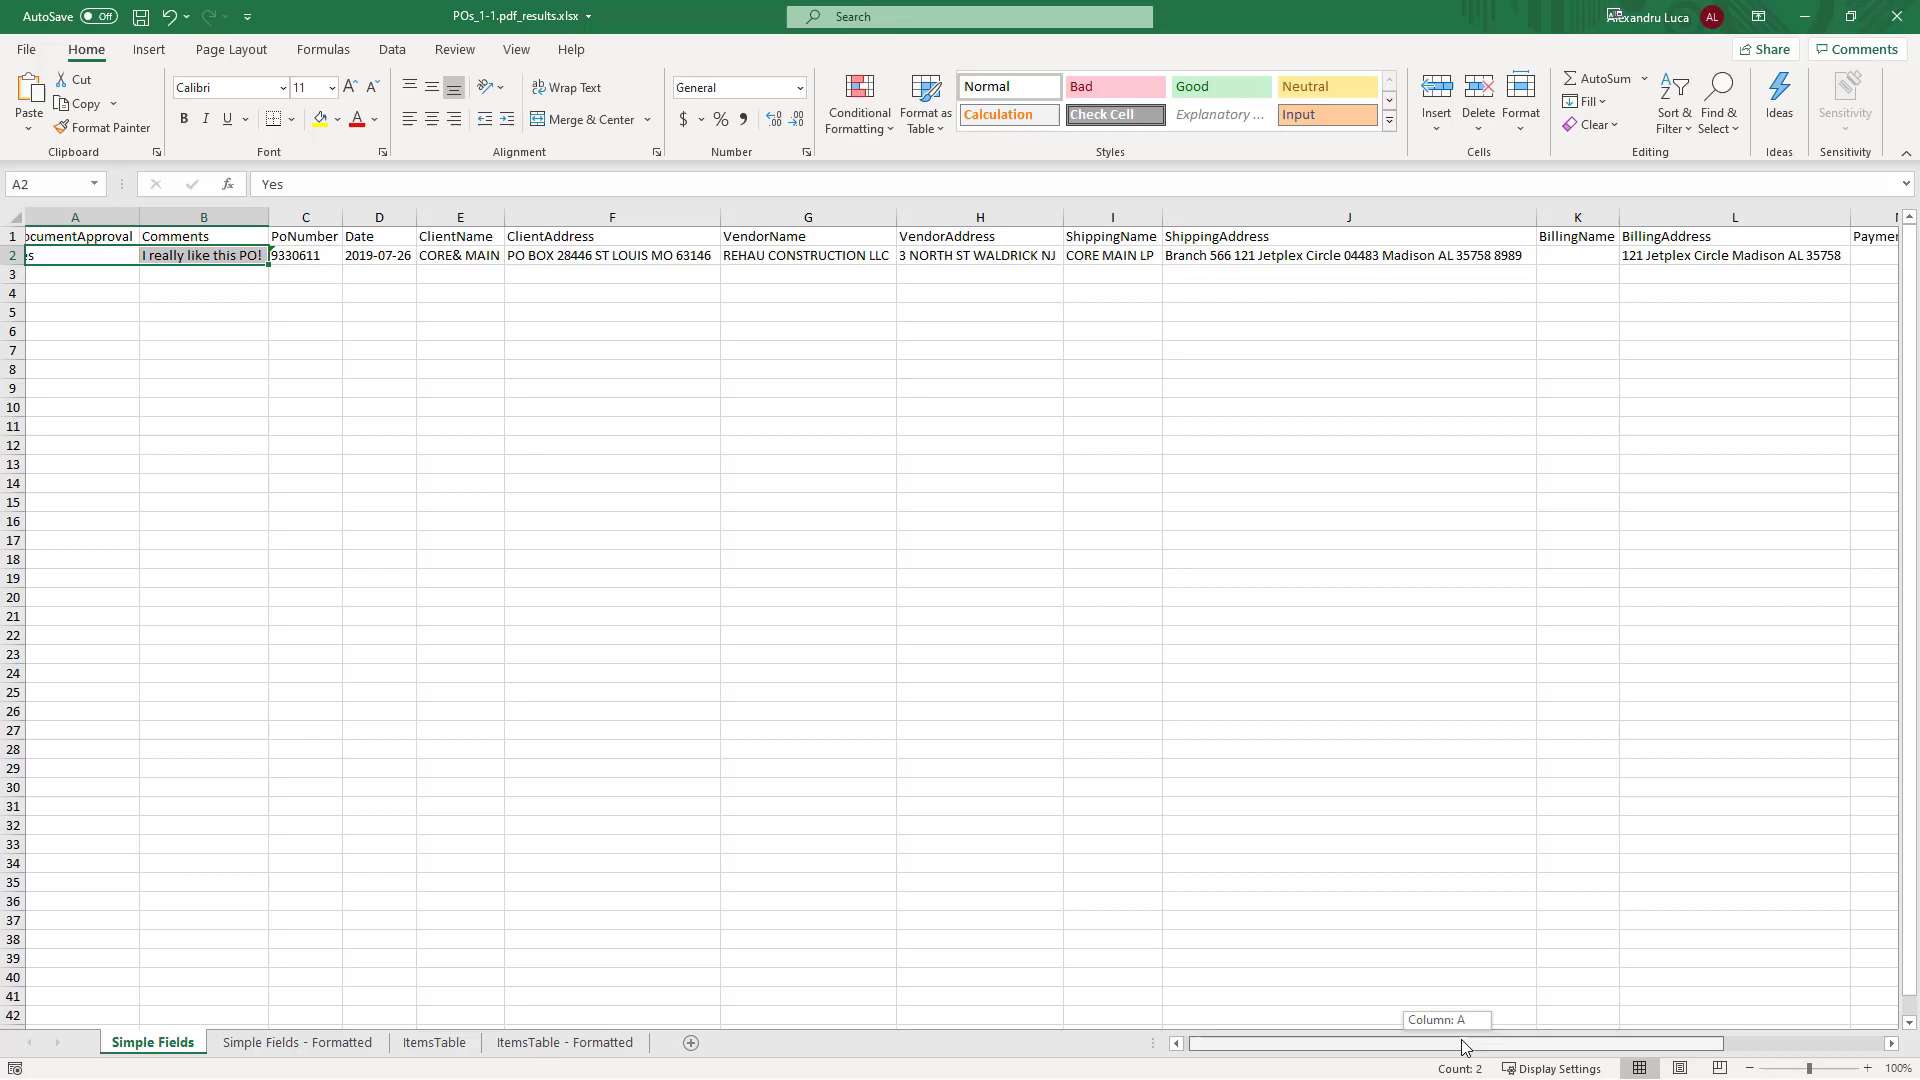 AutoSave Off
POs_1-1.pdf_results.xlsx
Search
Alexandru Luca AL
File Home Insert Page Layout Formulas Data Review View Help
Share Comments
Paste
Cut
Copy
Format Painter
Clipboard
Calibri 11
B I U
Font
Wrap Text
Merge & Center
Alignment
General
$ % 9
Number
Conditional Formatting
Format as Table
Normal Bad Good Neutral
Calculation Check Cell Explanatory ... Input
Styles
Insert Delete Format
Cells
AutoSum
Fill
Clear
Sort & Filter
Find & Select
Editing
Ideas
Ideas
Sensitivity
Sensitivity
A2 fx Yes
A B C D E F G H I J K L
1 ocumentApproval Comments PoNumber Date ClientName ClientAddress VendorName VendorAddress ShippingName ShippingAddress BillingName BillingAddress Paymer
2 es I really like this PO! 9330611 2019-07-26 CORE& MAIN PO BOX 28446 ST LOUIS MO 63146 REHAU CONSTRUCTION LLC 3 NORTH ST WALDRICK NJ CORE MAIN LP Branch 566 121 Jetplex Circle 04483 Madison AL 35758 8989 121 Jetplex Circle Madison AL 35758
3
4
5
6
7
8
9
10
11
12
13
14
15
16
17
18
19
20
21
22
23
24
25
26
27
28
29
30
31
32
33
34
35
36
37
38
39
40
41
42
Column: A
Simple Fields Simple Fields - Formatted ItemsTable ItemsTable - Formatted
Count: 2 Display Settings 100%